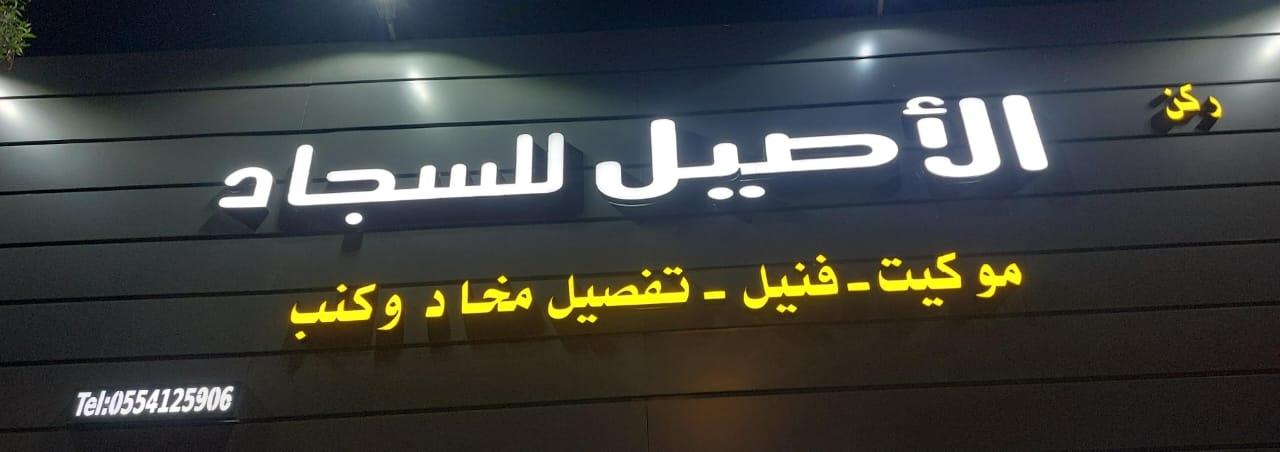 ركن
الأصيل للسجاد
موكيت - فنيل - تفصيل مخاد وكنب
Tel:0554125906